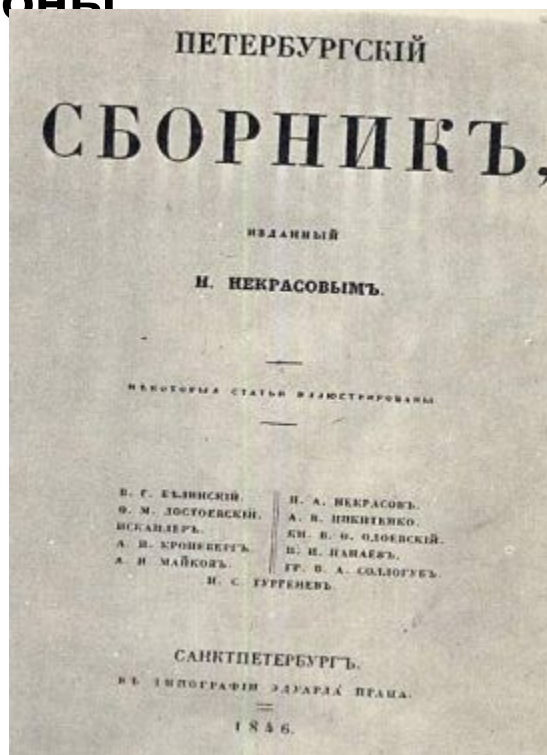 ОНЫ
ПЕТЕРБУРГСКІЙ
СБОРНИКЪ,
ИЗДАННЫЙ
Н. НЕКРАСОВЫМЪ.
НѢКОТОРЫЯ СТАТЬИ ИЛЛЮСТРИРОВАНЫ
В. Г. БѢЛИНСКІЙ.
Ѳ. М. ДОСТОЕВСКІЙ.
ИСКАНДЕРЪ.
А. И. КРОНЕБЕРГЪ.
А. Н. МАЙКОВЪ.
Н. А. НЕКРАСОВЪ.
А. В. НИКИТЕНКО.
КН. В. Ѳ. ОДОЕВСКІЙ.
И. И. ПАНАЕВЪ.
ГР. В. А. СОЛЛОГУБЪ.
И. С. ТУРГЕНЕВЪ.
САНКТПЕТЕРБУРГЪ.
ВЪ ТИПОГРАФІИ ЭДУАРДА ПРАЦА.
1846.